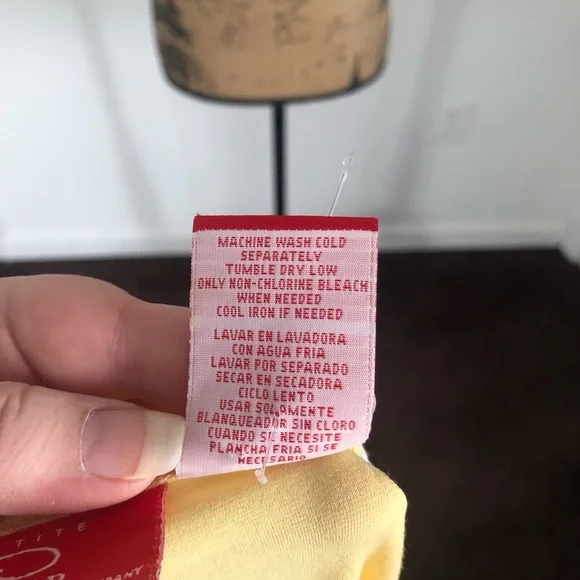 MACHINE WASH COLD
SEPARATELY
TUMBLE DRY LOW
ONLY NON-CHLORINE BLEACH
WHEN NEEDED
COOL IRON IF NEEDED
LAVAR EN LAVADORA
CON AGUA FRIA
LAVAR POR SEPARADO
SECAR EN SECADORA
CICLO LENTO
USAR SOLAMENTE
BLANQUEADOR SIN CLORO
CUANDO SE NECESITE
PLANCHA FRIA SI SE
NECESARIO